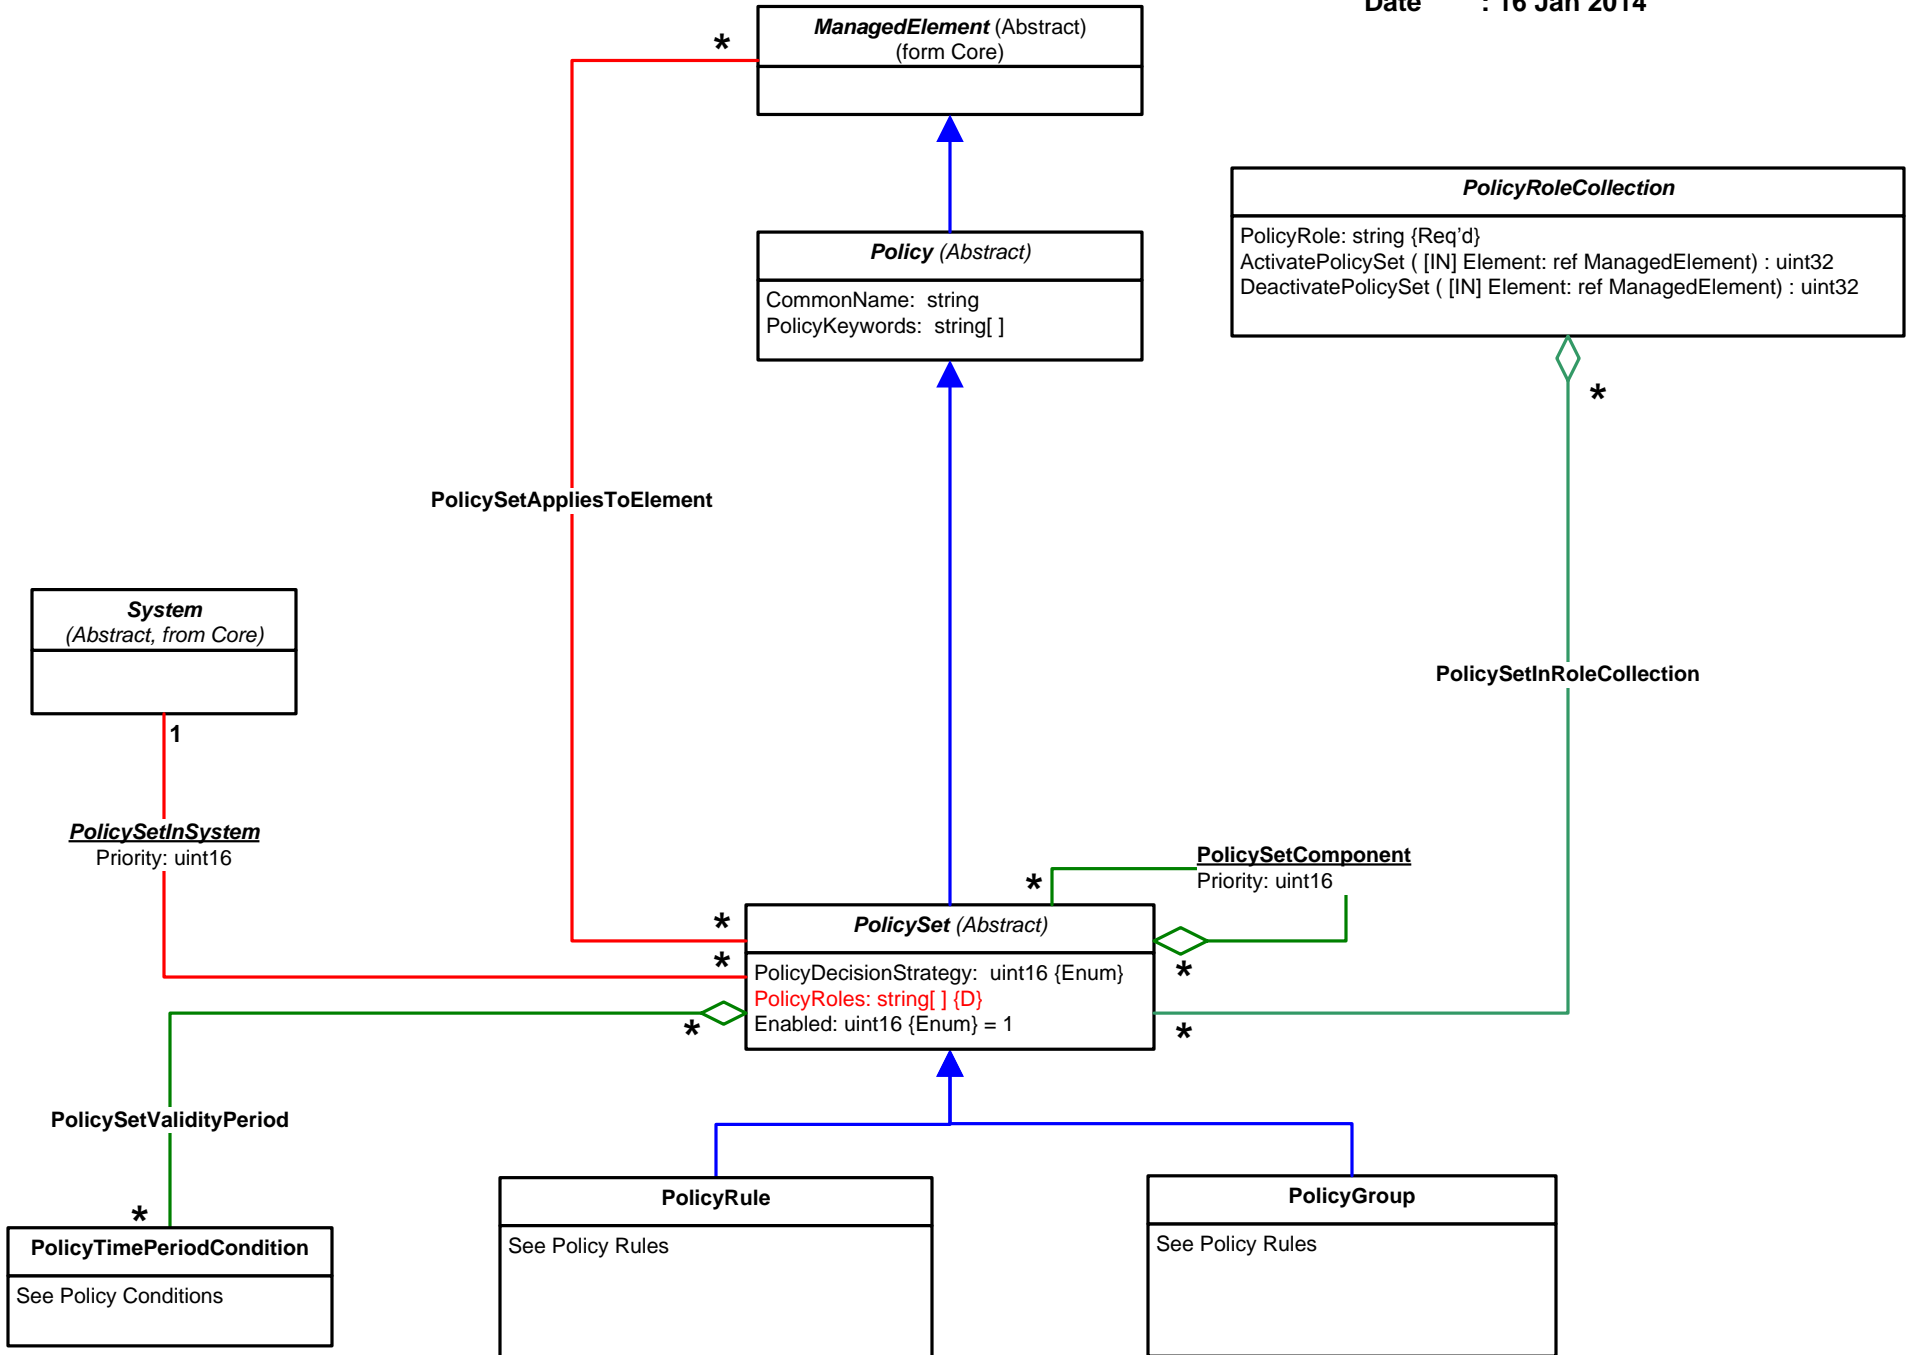 Date : 16 Jan 2014
*
ManagedElement (Abstract)
(form Core)
PolicyRoleCollection
PolicyRole: string {Req'd}
ActivatePolicySet ( [IN] Element: ref ManagedElement) : uint32
DeactivatePolicySet ( [IN] Element: ref ManagedElement) : uint32
*
Policy (Abstract)
CommonName: string
PolicyKeywords: string[ ]
PolicySetAppliesToElement
System
(Abstract, from Core)
1
PolicySetInRoleCollection
PolicySetInSystem
Priority: uint16
PolicySetComponent
Priority: uint16
*
*
*
PolicySet (Abstract)
PolicyDecisionStrategy: uint16 {Enum}
PolicyRoles: string[ ] {D}
Enabled: uint16 {Enum} = 1
*
*
*
PolicySetValidityPeriod
*
PolicyTimePeriodCondition
See Policy Conditions
PolicyRule
See Policy Rules
PolicyGroup
See Policy Rules